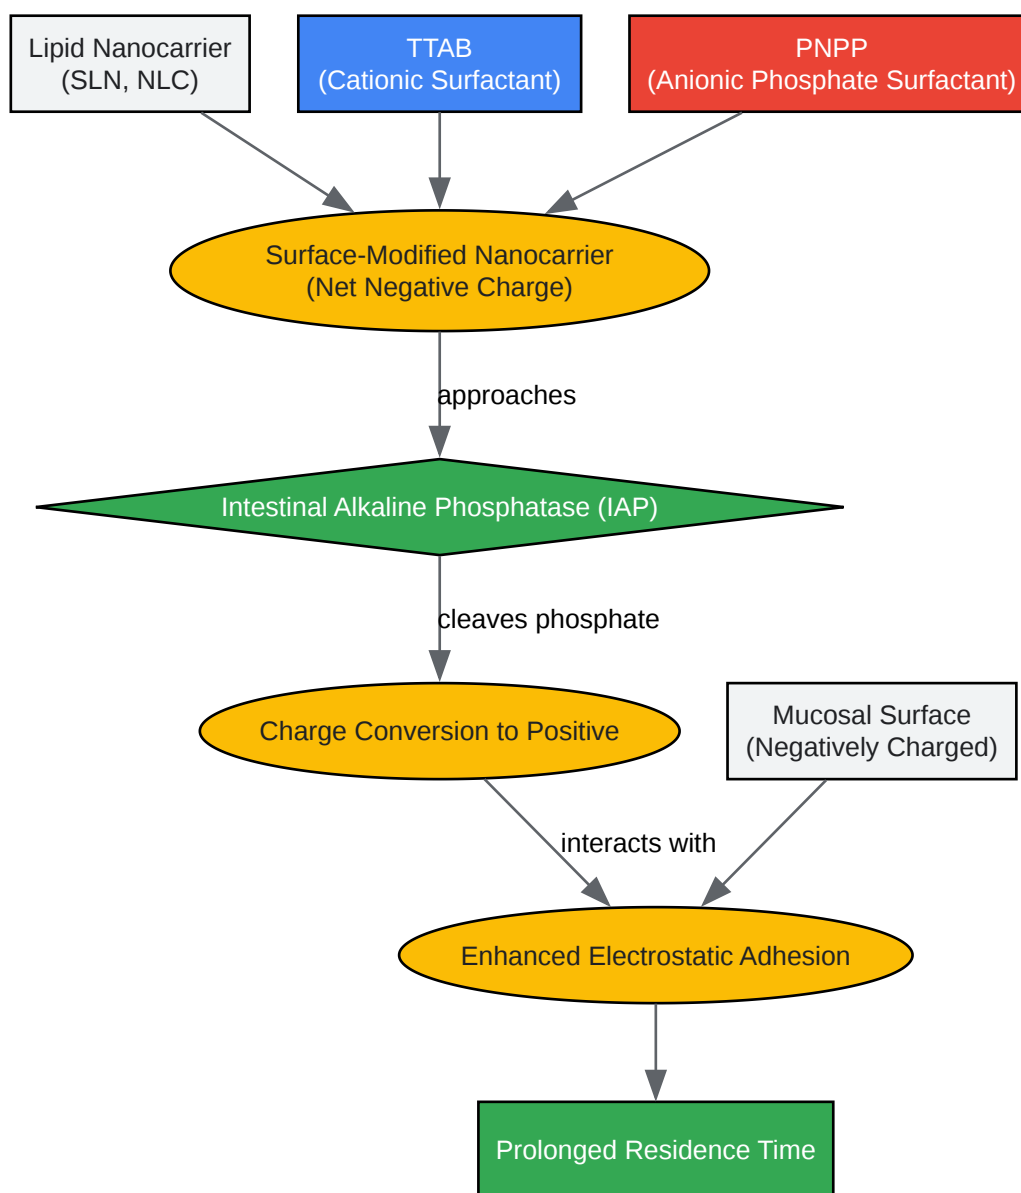 Lipid Nanocarrier
(SLN, NLC)
TTAB
(Cationic Surfactant)
PNPP
(Anionic Phosphate Surfactant)
Surface-Modified Nanocarrier
(Net Negative Charge)
approaches
Intestinal Alkaline Phosphatase (IAP)
cleaves phosphate
Charge Conversion to Positive
Mucosal Surface
(Negatively Charged)
interacts with
Enhanced Electrostatic Adhesion
Prolonged Residence Time